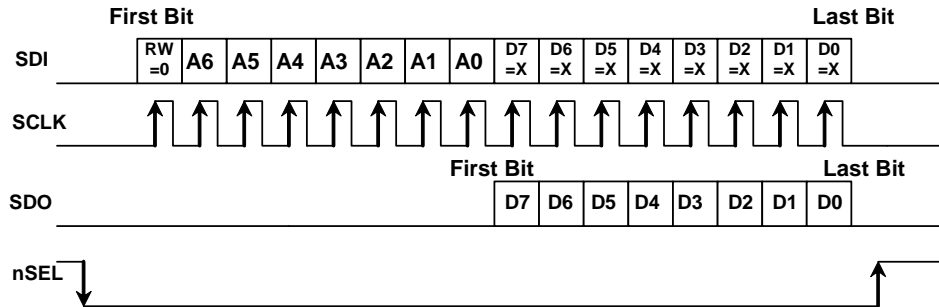 First Bit Last Bit
SDI RW =0 A6 A5 A4 A3 A2 A1 A0 D7 =X D6 =X D5 =X D4 =X D3 =X D2 =X D1 =X D0 =X
SCLK
First Bit Last Bit
SDO D7 D6 D5 D4 D3 D2 D1 D0
nSEL